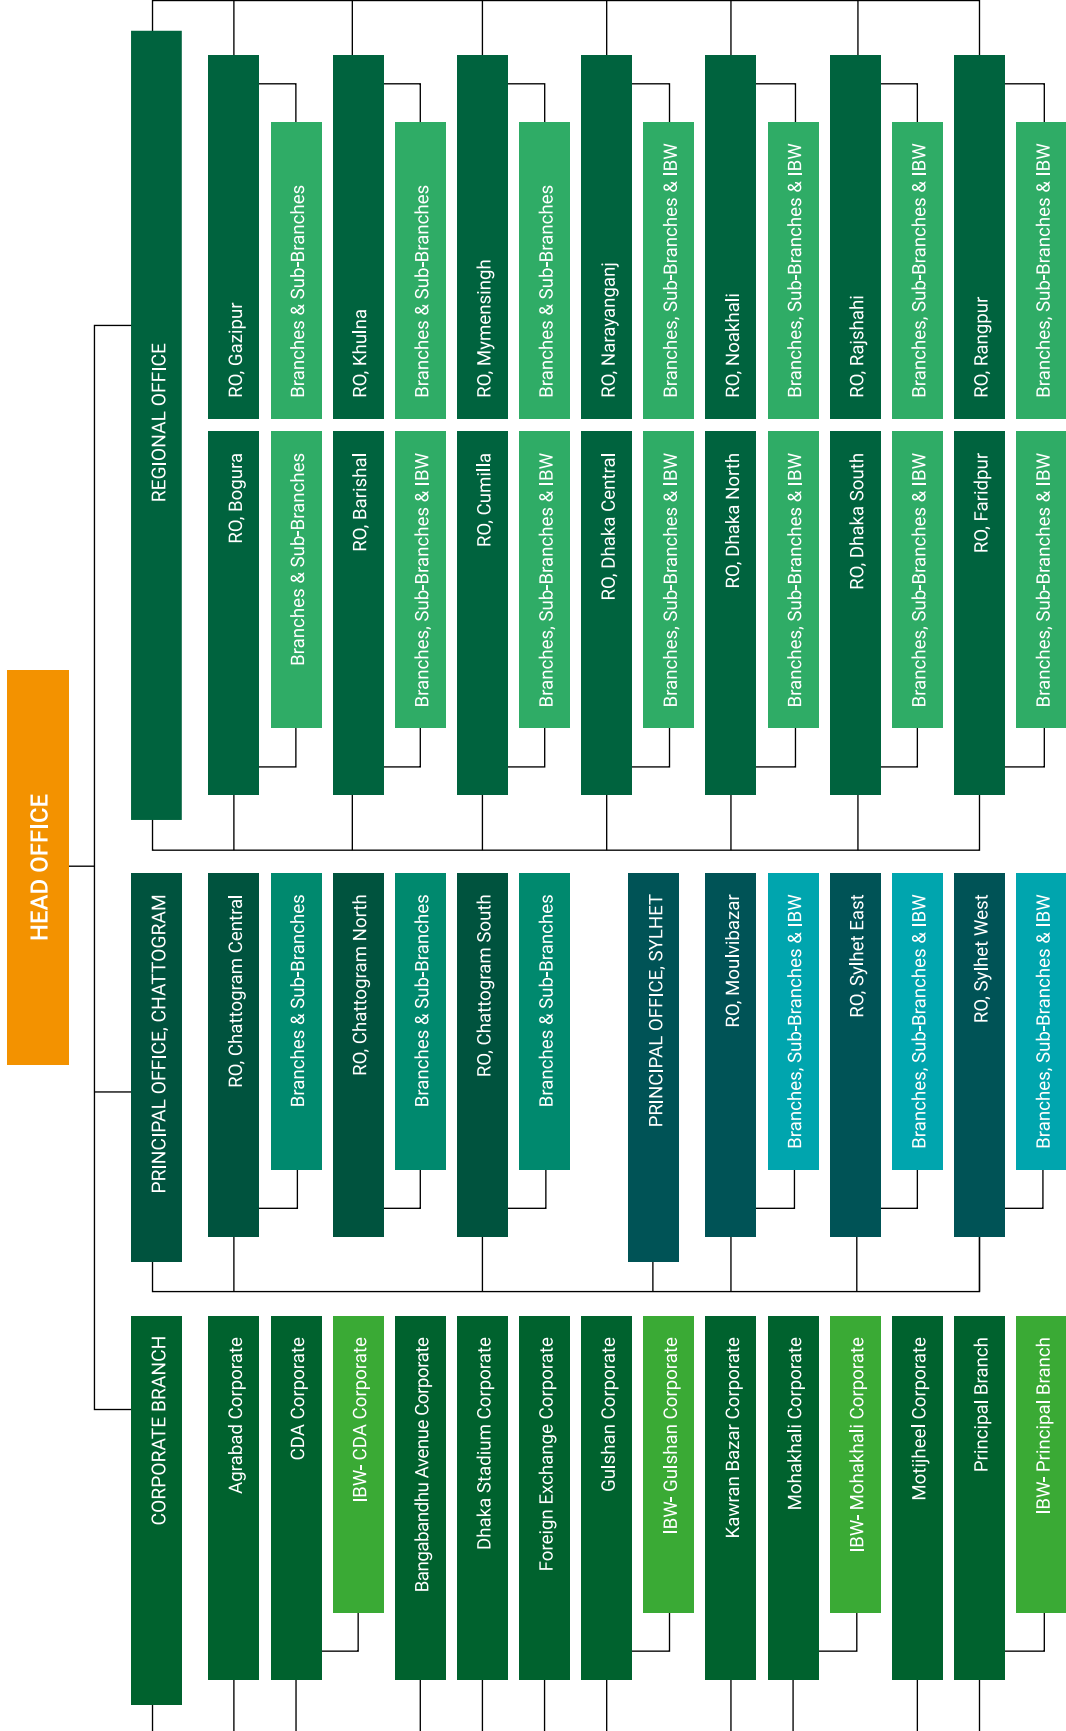 HEAD OFFICE
CORPORATE BRANCH
Agrabad Corporate
CDA Corporate
IBW- CDA Corporate
Bangabandhu Avenue Corporate
Dhaka Stadium Corporate
Foreign Exchange Corporate
Gulshan Corporate
IBW- Gulshan Corporate
Kawran Bazar Corporate
Mohakhali Corporate
IBW- Mohakhali Corporate
Motijheel Corporate
Principal Branch
IBW- Principal Branch
PRINCIPAL OFFICE, CHATTOGRAM
RO, Chattogram Central
Branches & Sub-Branches
RO, Chattogram North
Branches & Sub-Branches
RO, Chattogram South
Branches & Sub-Branches
PRINCIPAL OFFICE, SYLHET
RO, Moulvibazar
Branches, Sub-Branches & IBW
RO, Sylhet East
Branches, Sub-Branches & IBW
RO, Sylhet West
Branches, Sub-Branches & IBW
REGIONAL OFFICE
RO, Bogura
Branches & Sub-Branches
RO, Barishal
Branches, Sub-Branches & IBW
RO, Cumilla
Branches, Sub-Branches & IBW
RO, Dhaka Central
Branches, Sub-Branches & IBW
RO, Dhaka North
Branches, Sub-Branches & IBW
RO, Dhaka South
Branches, Sub-Branches & IBW
RO, Faridpur
Branches, Sub-Branches & IBW
RO, Gazipur
Branches & Sub-Branches
RO, Khulna
Branches & Sub-Branches
RO, Mymensingh
Branches & Sub-Branches
RO, Narayanganj
Branches, Sub-Branches & IBW
RO, Noakhali
Branches, Sub-Branches & IBW
RO, Rajshahi
Branches, Sub-Branches & IBW
RO, Rangpur
Branches, Sub-Branches & IBW